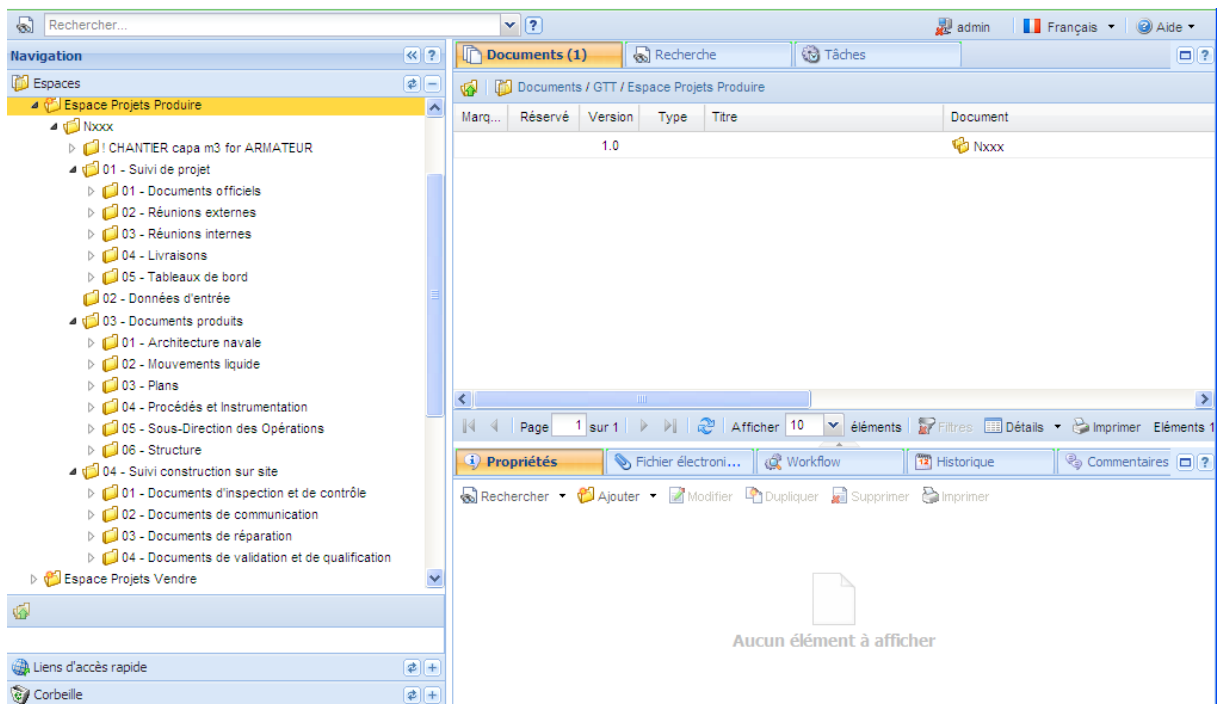 Rechercher... ? admin Français Aide
Navigation ?
Espaces
Espace Projets Produire
Nxxx
! CHANTIER capa m3 for ARMATEUR
01 - Suivi de projet
01 - Documents officiels
02 - Réunions externes
03 - Réunions internes
04 - Livraisons
05 - Tableaux de bord
02 - Données d'entrée
03 - Documents produits
01 - Architecture navale
02 - Mouvements liquide
03 - Plans
04 - Procédés et Instrumentation
05 - Sous-Direction des Opérations
06 - Structure
04 - Suivi construction sur site
01 - Documents d'inspection et de contrôle
02 - Documents de communication
03 - Documents de réparation
04 - Documents de validation et de qualification
Espace Projets Vendre
Liens d'accès rapide
Corbeille
Documents (1) Recherche Tâches ?
Documents / GTT / Espace Projets Produire
Marq... Réservé Version Type Titre Document
1.0 Nxxx
Page 1 sur 1 Afficher 10 éléments Filtres Détails Imprimer Eléments 1
Propriétés Fichier électroni... Workflow 12 Historique Commentaires ?
Rechercher Ajouter Modifier Dupliquer Supprimer Imprimer
Aucun élément à afficher